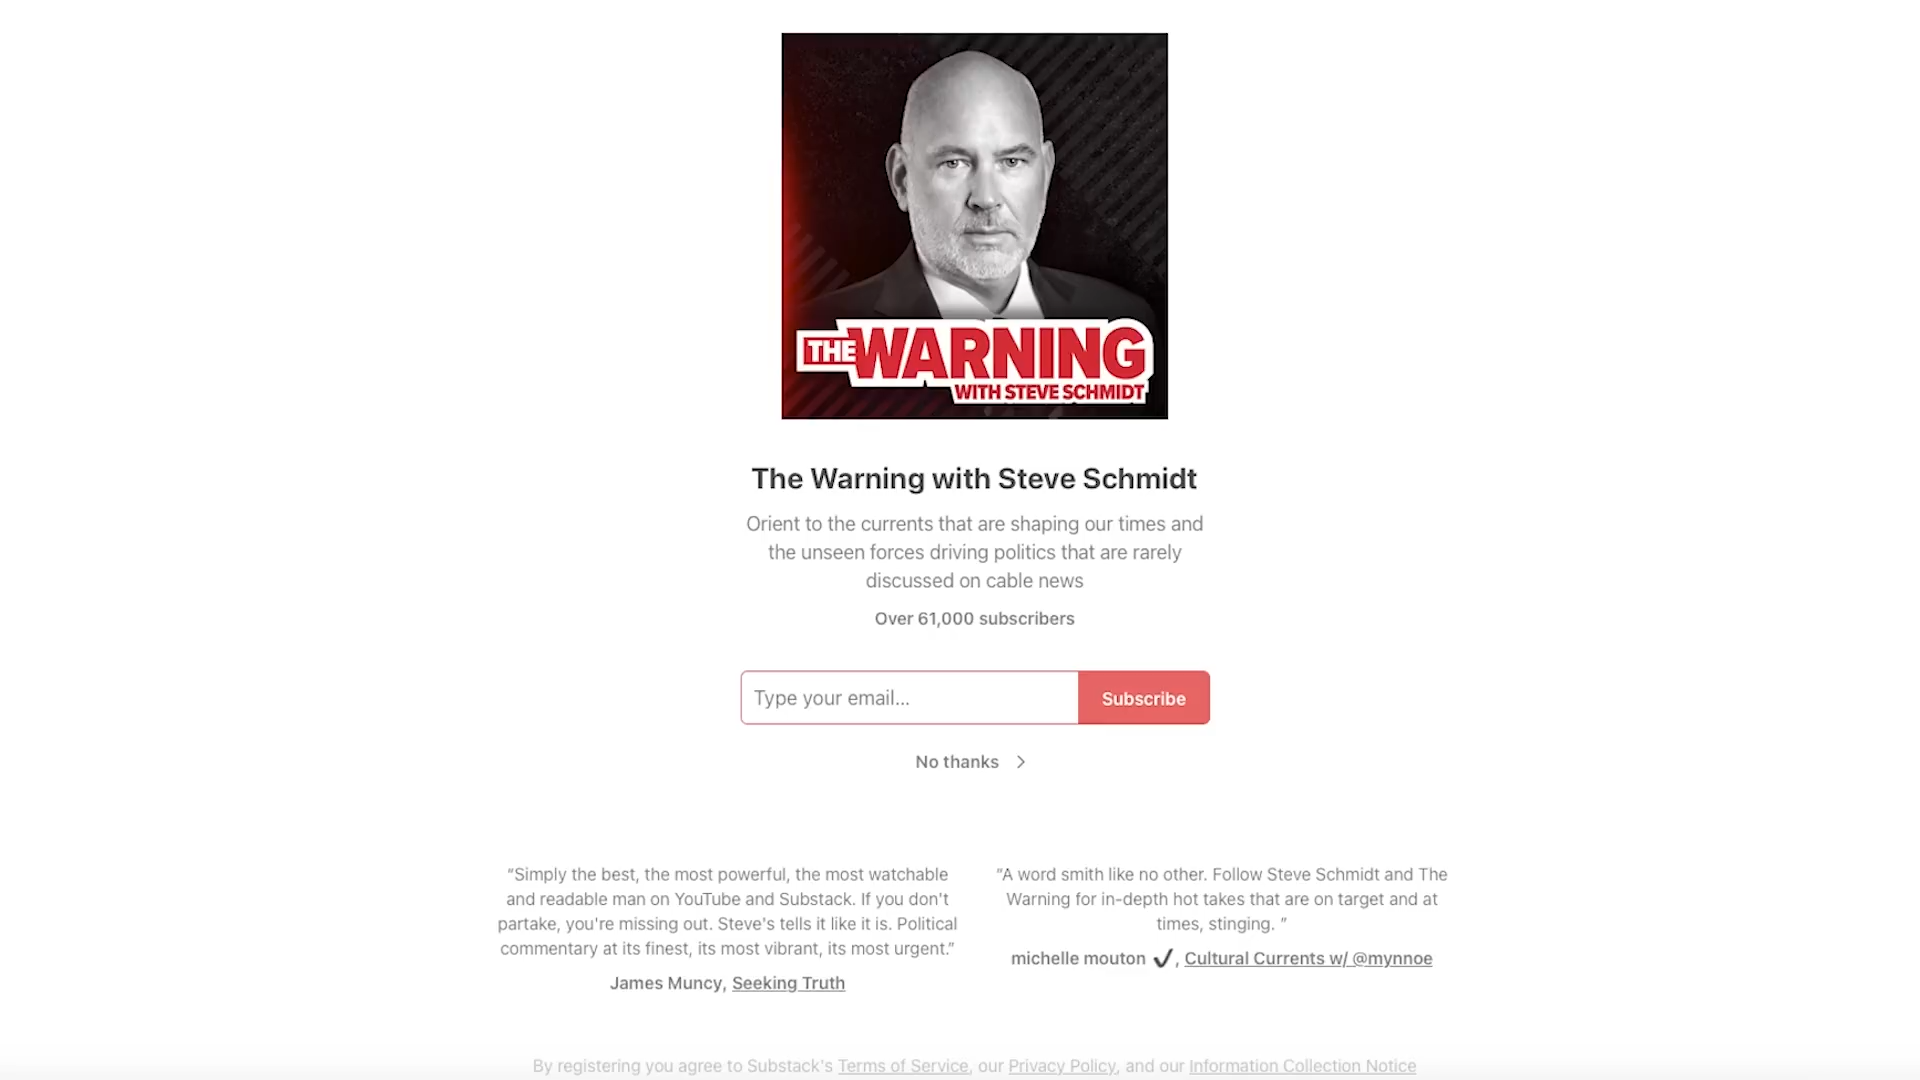 THE WARNING
WITH STEVE SCHMIDT
The Warning with Steve Schmidt
Orient to the currents that are shaping our times and
the unseen forces driving politics that are rarely
discussed on cable news
Over 61,000 subscribers
Type your email...
Subscribe
No thanks
“Simply the best, the most powerful, the most watchable
and readable man on YouTube and Substack. If you don't
partake, you're missing out. Steve's tells it like it is. Political
commentary at its finest, its most vibrant, its most urgent.”
James Muncy, Seeking Truth
“A word smith like no other. Follow Steve Schmidt and The
Warning for in-depth hot takes that are on target and at
times, stinging. ”
michelle mouton ✔, Cultural Currents w/ @mynnoe
By registering you agree to Substack's Terms of Service, our Privacy Policy, and our Information Collection Notice